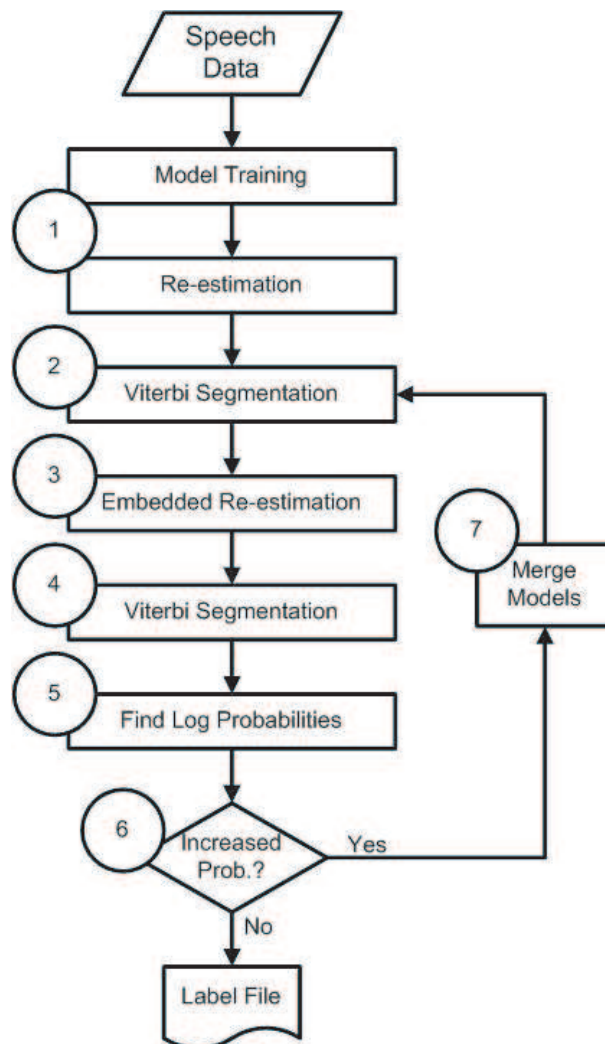 Speech
Data
Model Training
1
Re-estimation
2
Viterbi Segmentation
3
Embedded Re-estimation
4
Viterbi Segmentation
5
Find Log Probabilities
6
Increased
Prob.?
Yes
No
7
Merge
Models
Label File